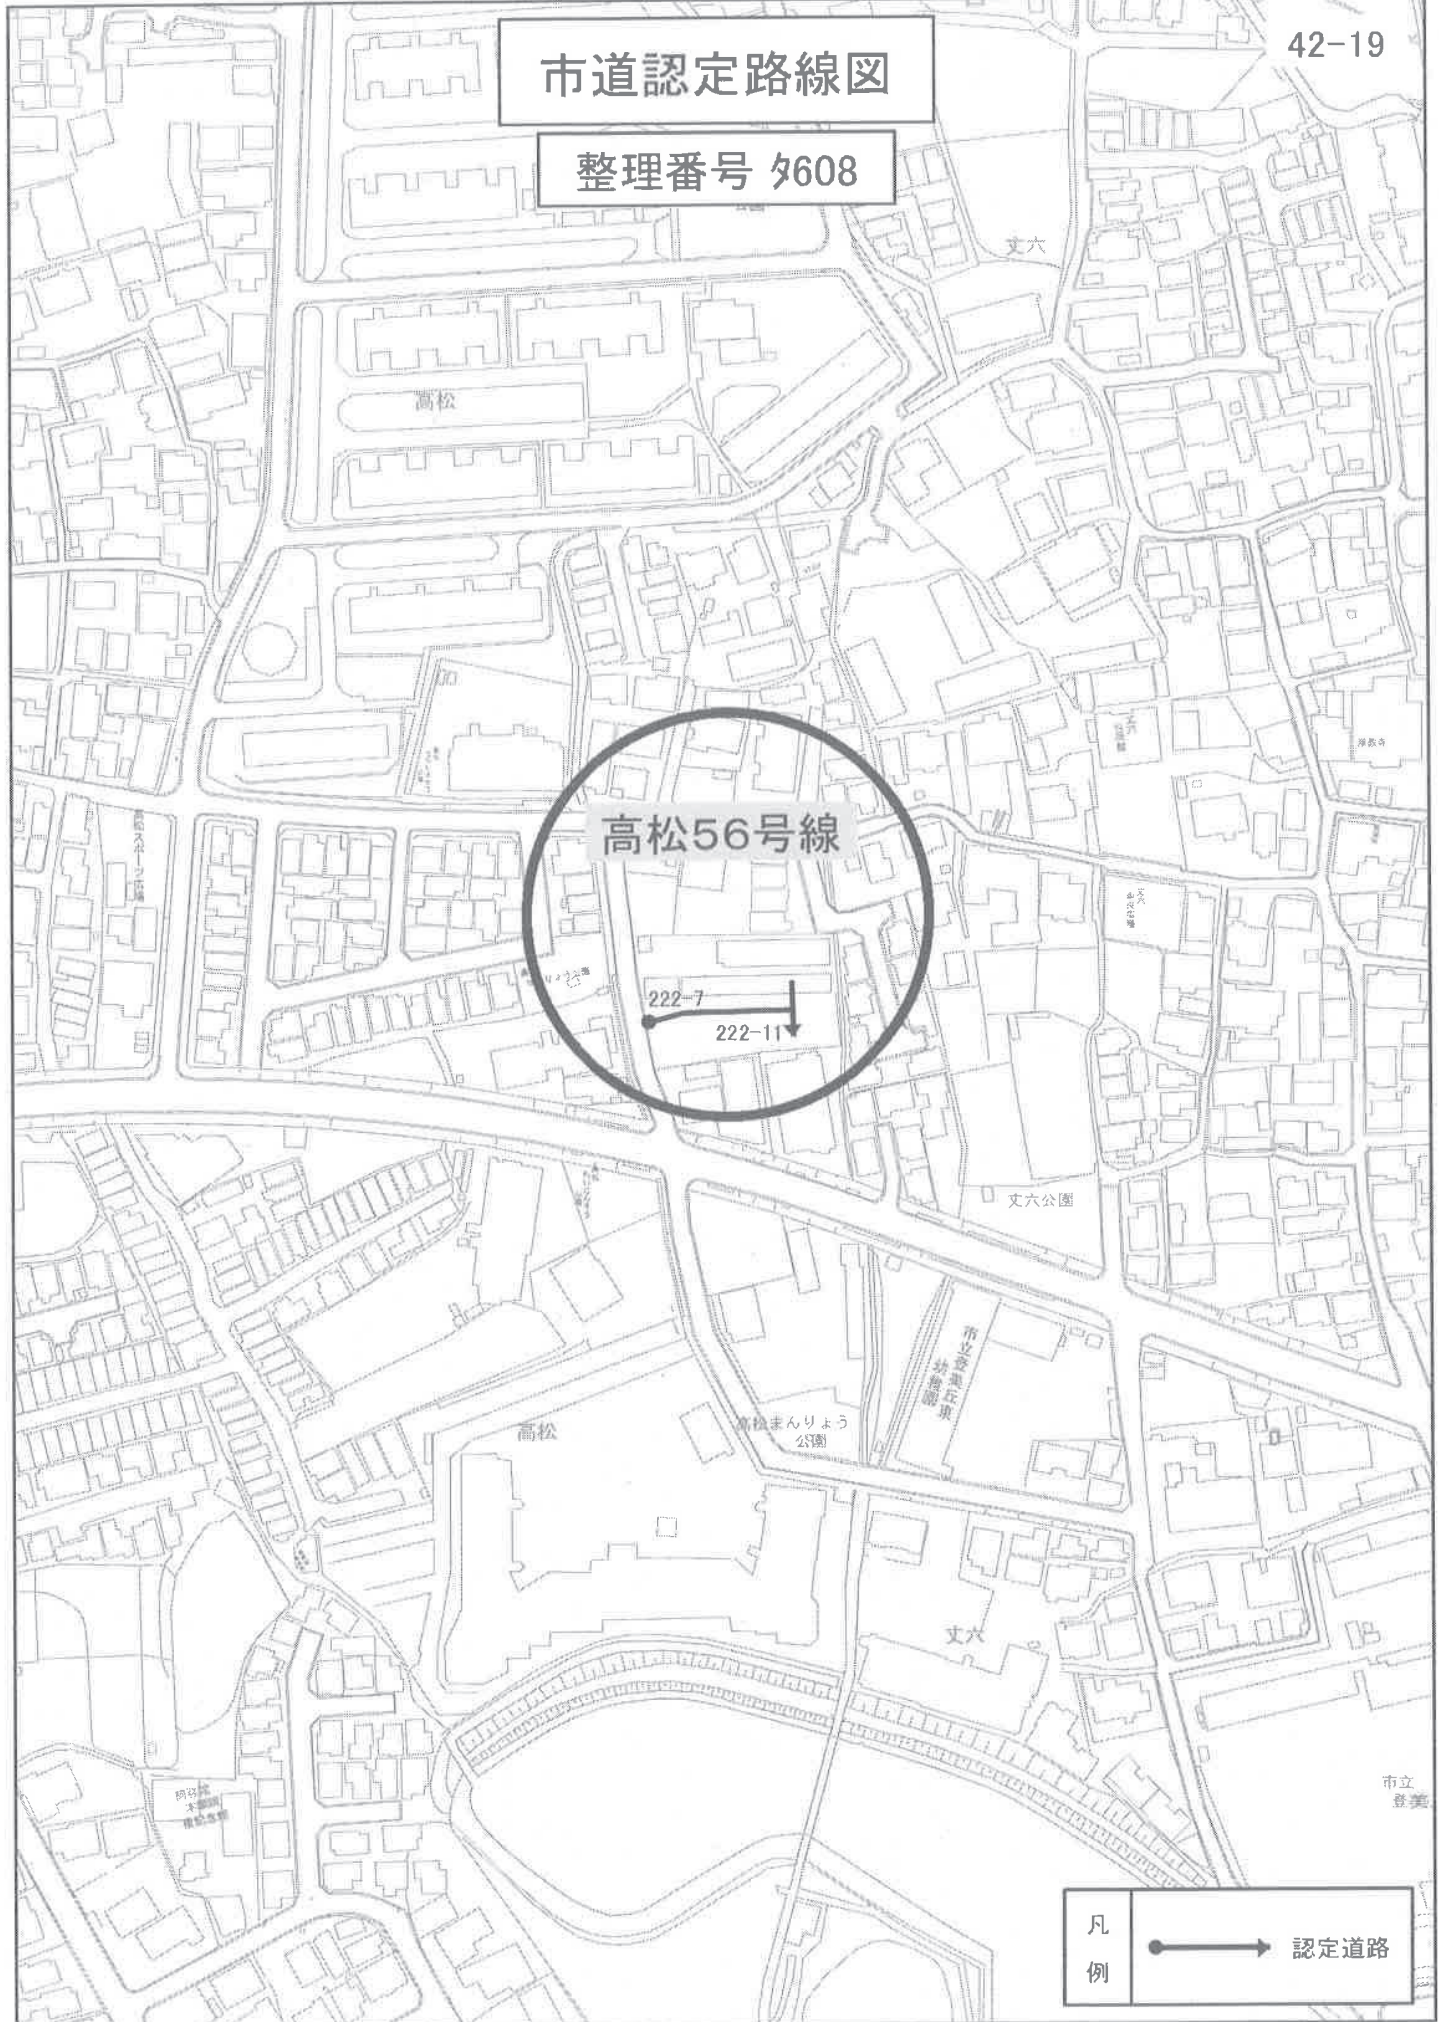 42-19
市道認定路線図
整理番号 ﾀ608
丈六
高松
高松56号線
222-7
222-11
丈六公園
市立登美丘東
幼稚園
高松
高松まんりょう
公園
丈六
市立
登美
凡
例
認定道路